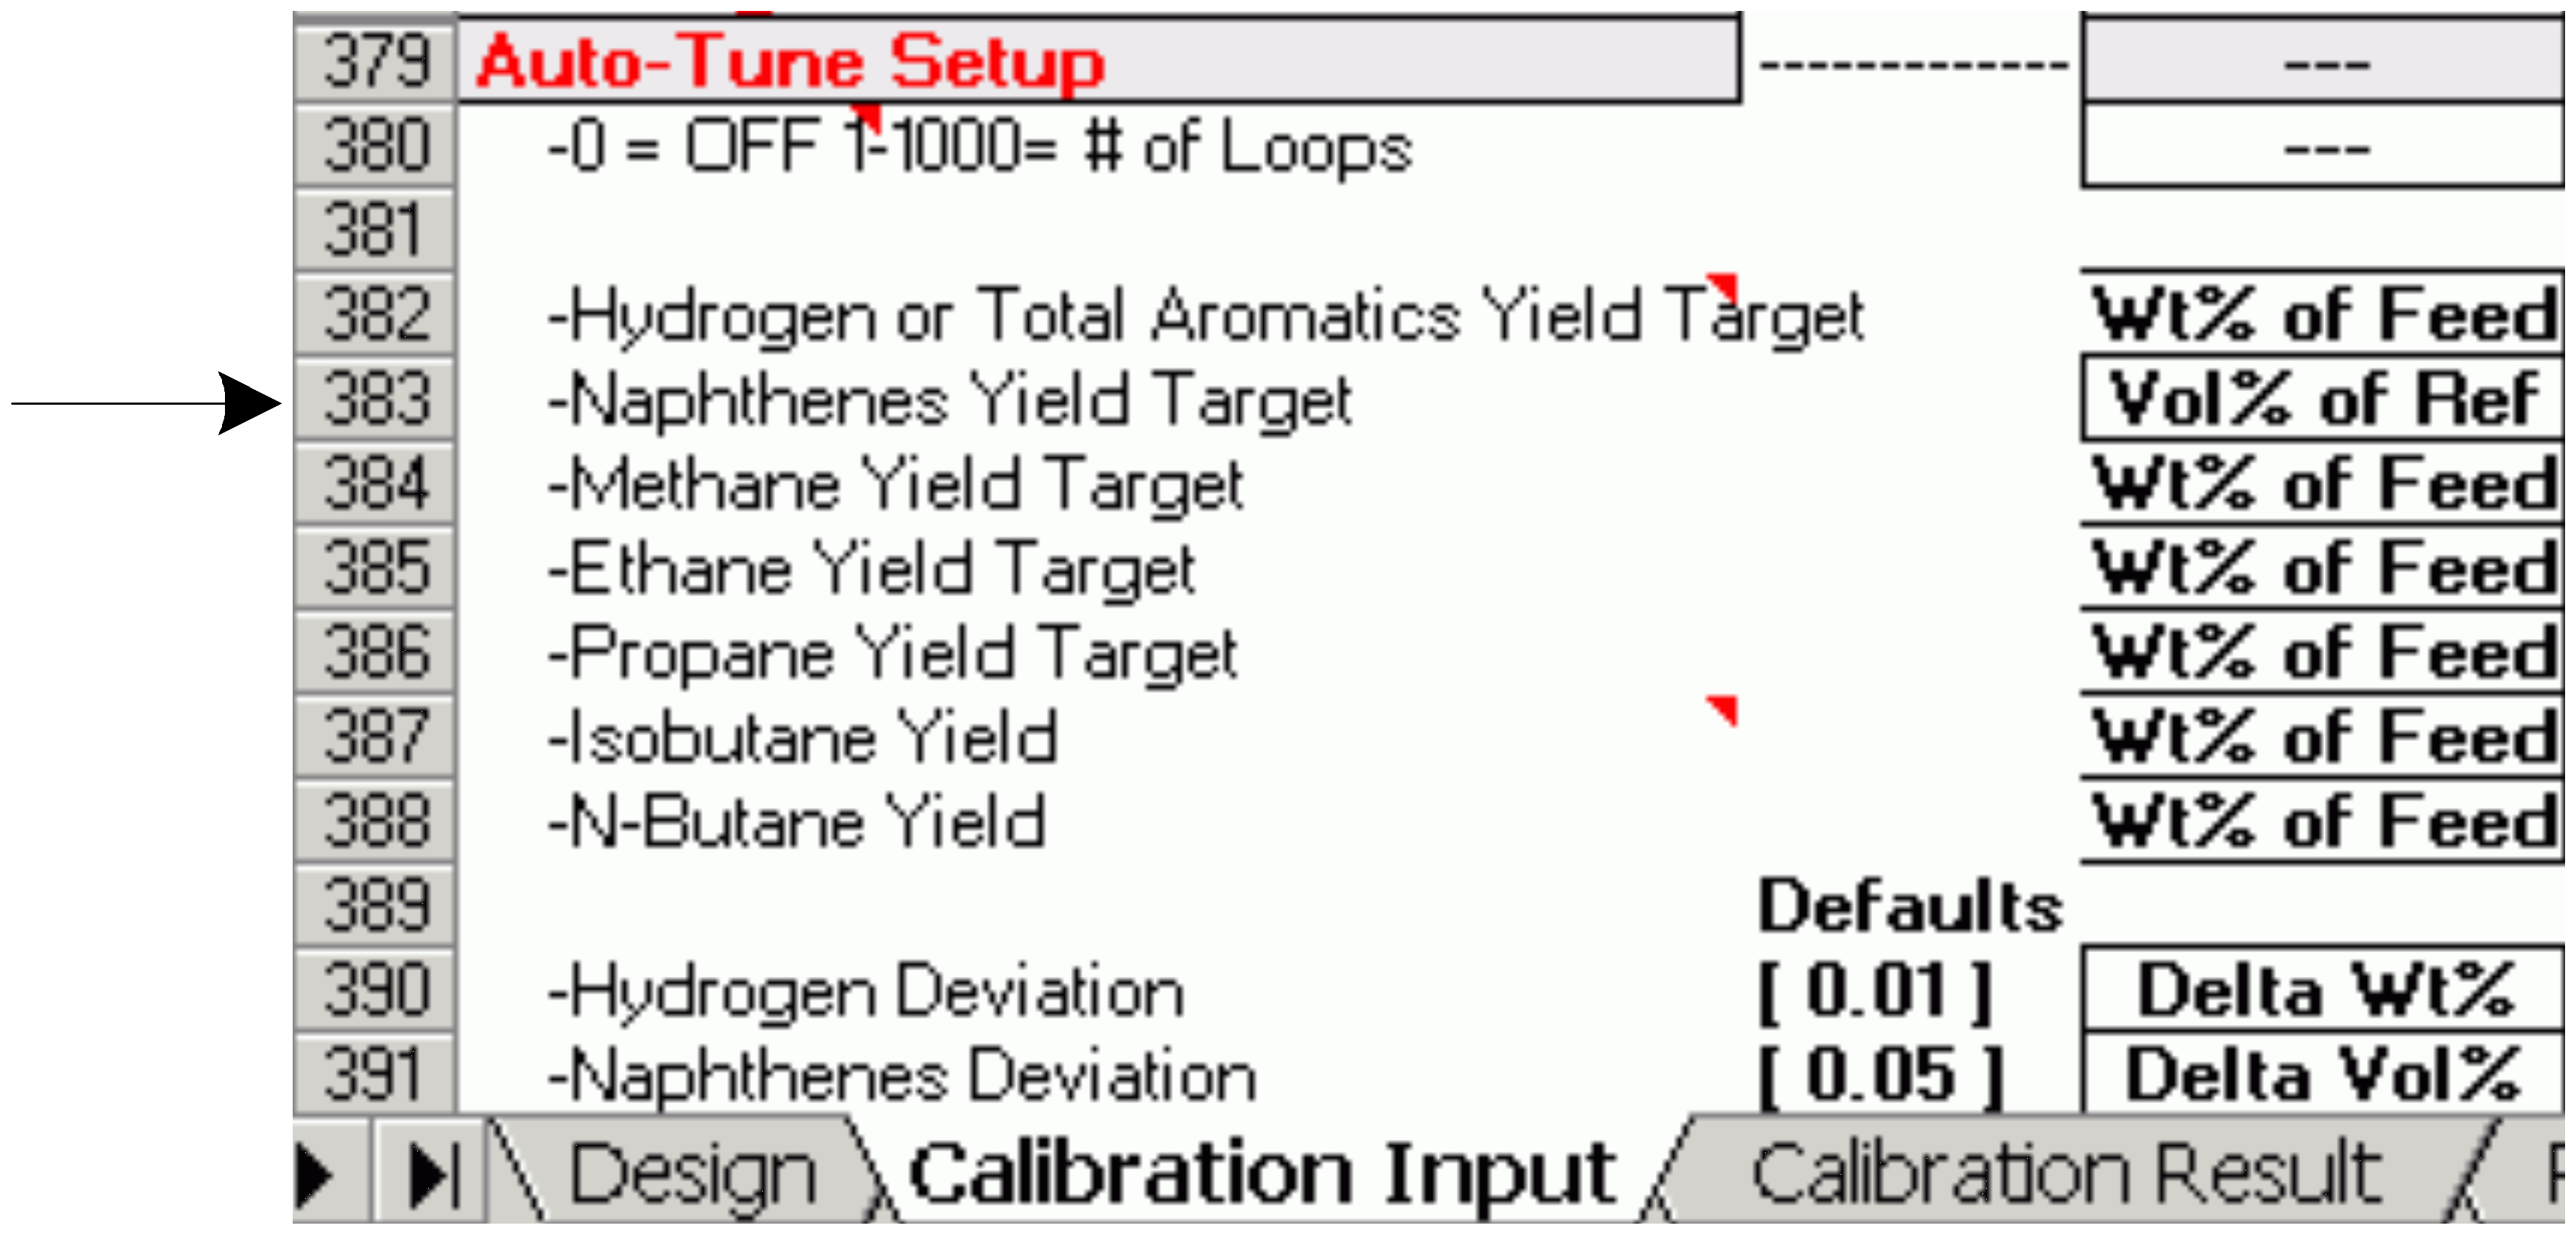 379 Auto-Tune Setup ------------- ---
380 -0 = OFF 1-1000= # of Loops ---
381
382 -Hydrogen or Total Aromatics Yield Target Wt% of Feed
383 -Naphthenes Yield Target Vol% of Ref
384 -Methane Yield Target Wt% of Feed
385 -Ethane Yield Target Wt% of Feed
386 -Propane Yield Target Wt% of Feed
387 -Isobutane Yield Wt% of Feed
388 -N-Butane Yield Wt% of Feed
389 Defaults
390 -Hydrogen Deviation [ 0.01 ] Delta Wt%
391 -Naphthenes Deviation [ 0.05 ] Delta Vol%
Design Calibration Input Calibration Result